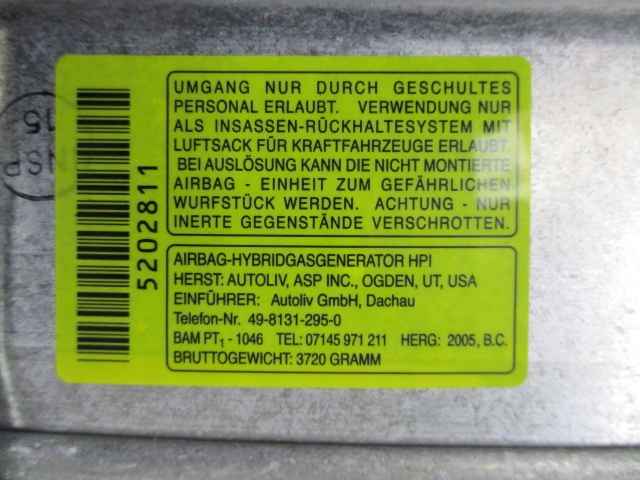 UMGANG NUR DURCH GESCHULTES
PERSONAL ERLAUBT. VERWENDUNG NUR
ALS INSASSEN-RÜCKHALTESYSTEM MIT
LUFTSACK FÜR KRAFTFAHRZEUGE ERLAUBT.
BEI AUSLÖSUNG KANN DIE NICHT MONTIERTE
AIRBAG - EINHEIT ZUM GEFÄHRLICHEN
WURFSTÜCK WERDEN. ACHTUNG - NUR
INERTE GEGENSTÄNDE VERSCHROTTEN.
AIRBAG-HYBRIDGASGENERATOR HPI
HERST: AUTOLIV, ASP INC., OGDEN, UT, USA
EINFÜHRER: Autoliv GmbH, Dachau
Telefon-Nr. 49-8131-295-0
BAM PT₁ - 1046 TEL: 07145 971 211 HERG: 2005, B.C.
BRUTTOGEWICHT: 3720 GRAMM
5202811
15